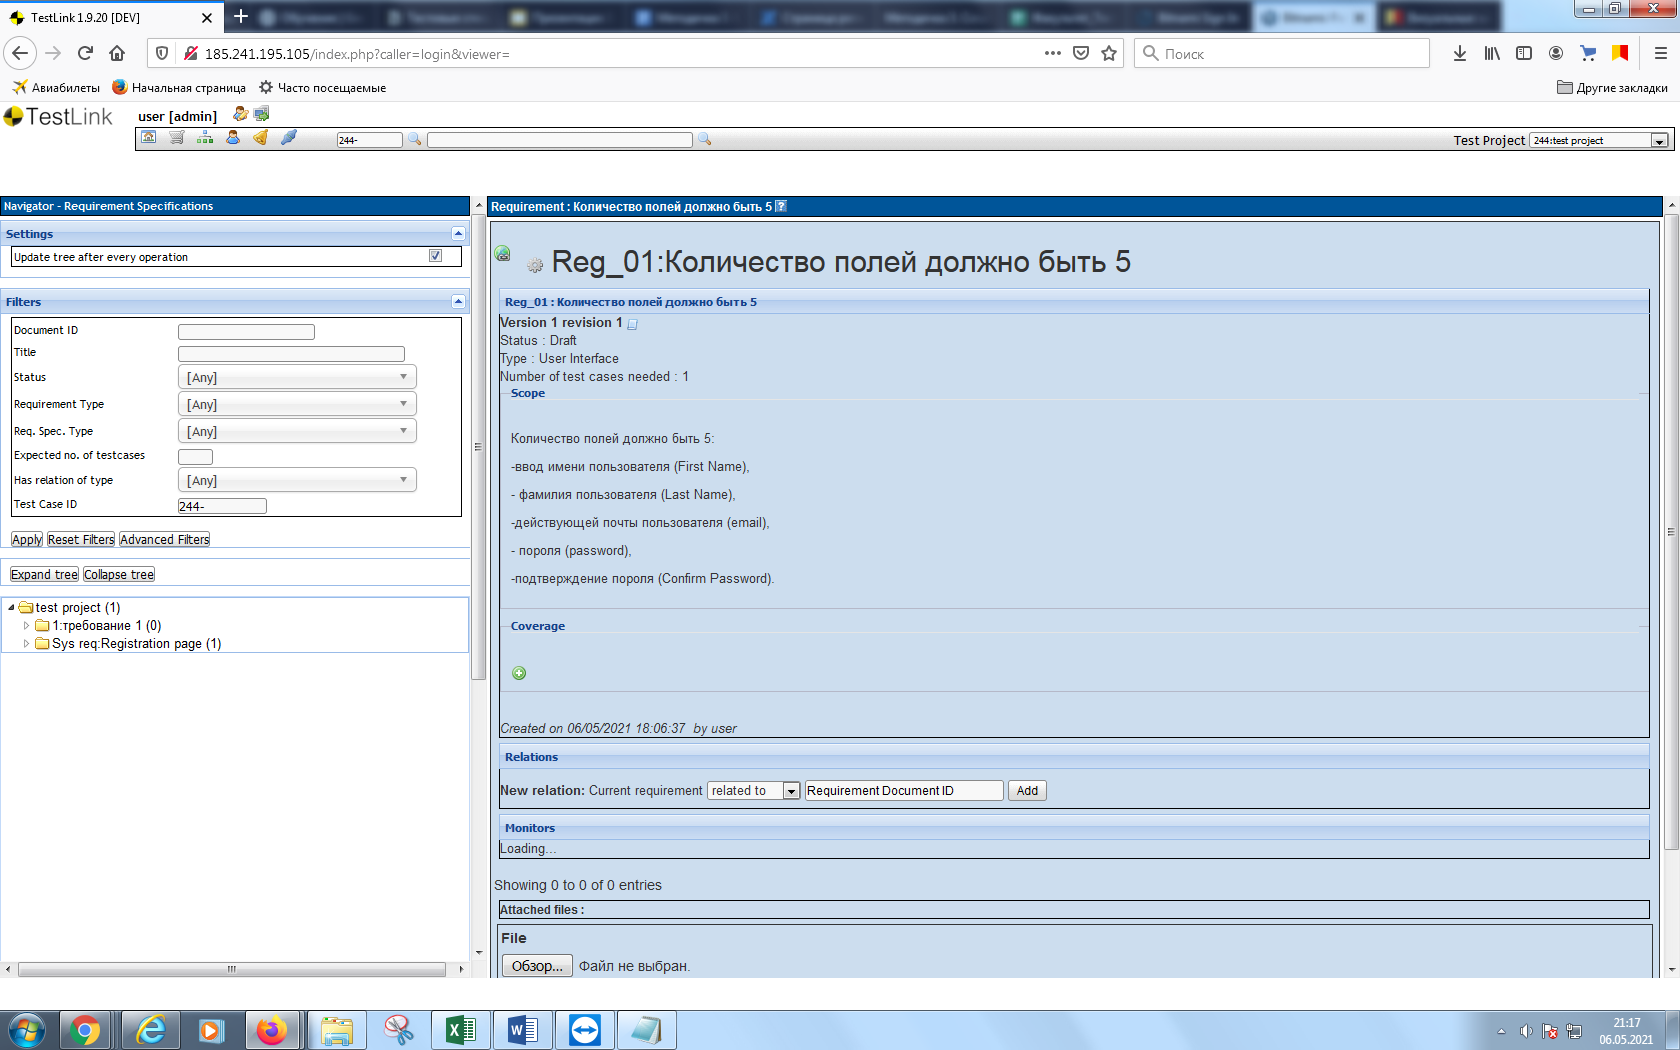 TestLink 1.9.20 [DEV]
185.241.195.105/index.php?caller=login&viewer=
Поиск
Авиабилеты
Начальная страница
Часто посещаемые
Другие закладки
TestLink
user [admin]
244-
Test Project
244:test project
Navigator - Requirement Specifications
Settings
Update tree after every operation
Filters
Document ID
Title
Status
[Any]
Requirement Type
[Any]
Req. Spec. Type
[Any]
Expected no. of testcases
Has relation of type
[Any]
Test Case ID
244-
Apply
Reset Filters
Advanced Filters
Expand tree
Collapse tree
test project (1)
1:требование 1 (0)
Sys req:Registration page (1)
Requirement : Количество полей должно быть 5
Reg_01:Количество полей должно быть 5
Reg_01 : Количество полей должно быть 5
Version 1 revision 1
Status : Draft
Type : User Interface
Number of test cases needed : 1
Scope
Количество полей должно быть 5:
-ввод имени пользователя (First Name),
- фамилия пользователя (Last Name),
-действующей почты пользователя (email),
- пороля (password),
-подтверждение пороля (Confirm Password).
Coverage
Created on 06/05/2021 18:06:37 by user
Relations
New relation: Current requirement
related to
Requirement Document ID
Add
Monitors
Loading...
Showing 0 to 0 of 0 entries
Attached files :
File
Обзор...
Файл не выбран.
21:17
06.05.2021